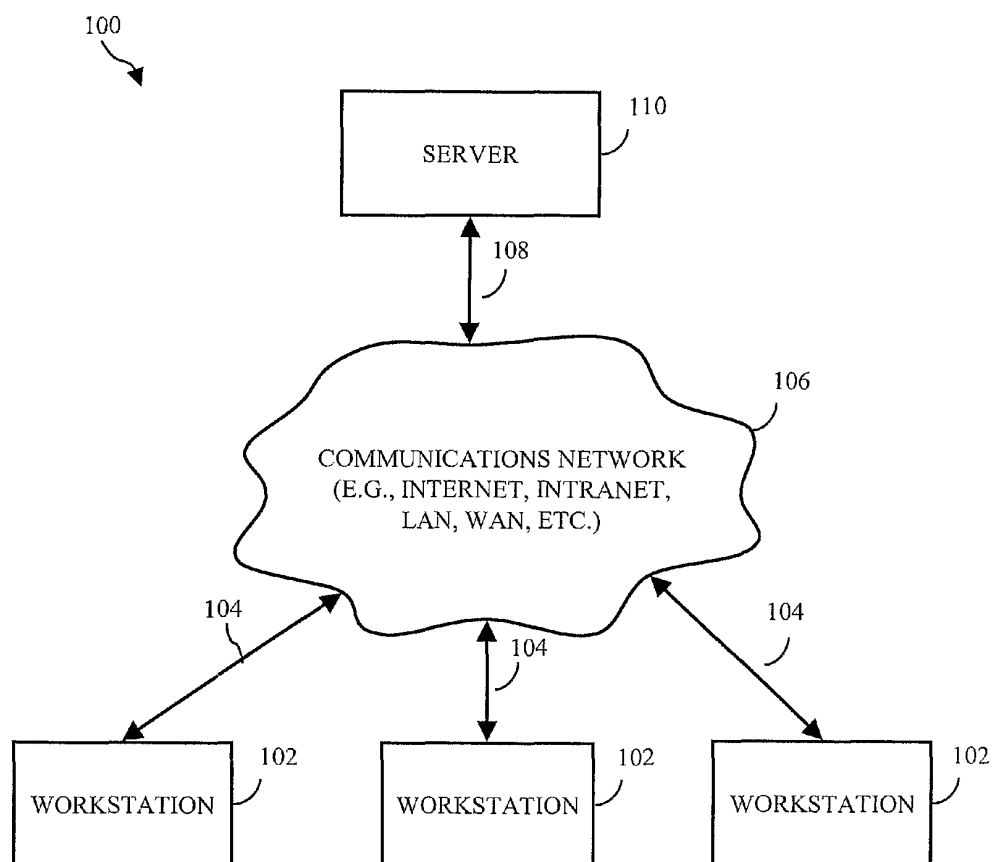 100
110
SERVER
108
106
COMMUNICATIONS NETWORK
(E.G., INTERNET, INTRANET,
LAN, WAN, ETC.)
104
104
104
102
102
102
WORKSTATION
WORKSTATION
WORKSTATION